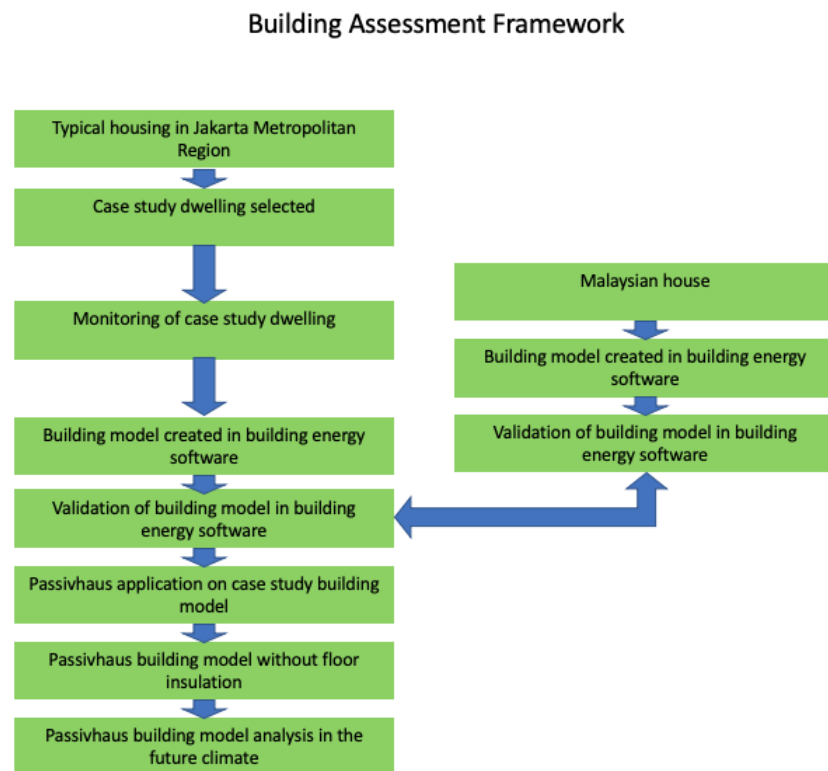 Building Assessment Framework
Typical housing in Jakarta Metropolitan
Region
Case study dwelling selected
Monitoring of case study dwelling
Building model created in building energy
software
Validation of building model in building
energy software
Passivhaus application on case study building
model
Passivhaus building model without floor
insulation
Passivhaus building model analysis in the
future climate
Malaysian house
Building model created in building energy
software
Validation of building model in building
energy software